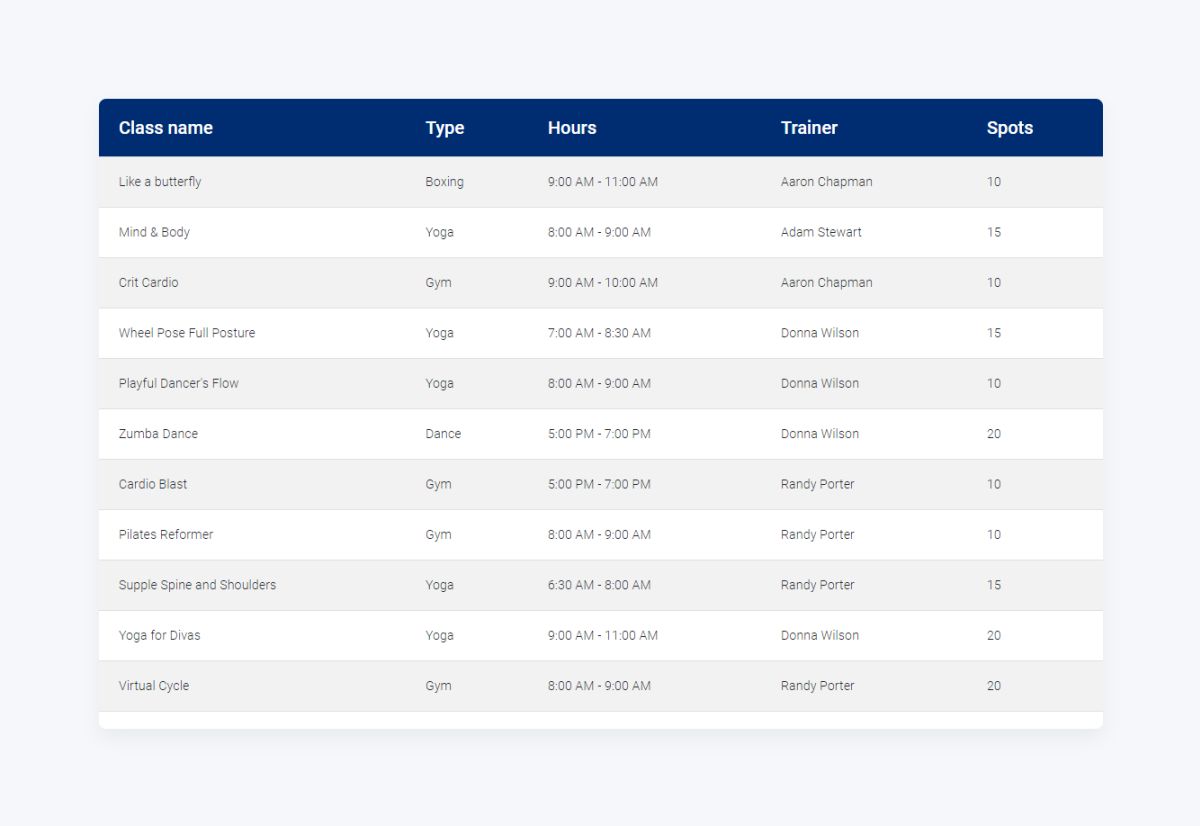 Class name Type Hours Trainer Spots
Like a butterfly Boxing 9:00 AM - 11:00 AM Aaron Chapman 10
Mind & Body Yoga 8:00 AM - 9:00 AM Adam Stewart 15
Crit Cardio Gym 9:00 AM - 10:00 AM Aaron Chapman 10
Wheel Pose Full Posture Yoga 7:00 AM - 8:30 AM Donna Wilson 15
Playful Dancer's Flow Yoga 8:00 AM - 9:00 AM Donna Wilson 10
Zumba Dance Dance 5:00 PM - 7:00 PM Donna Wilson 20
Cardio Blast Gym 5:00 PM - 7:00 PM Randy Porter 10
Pilates Reformer Gym 8:00 AM - 9:00 AM Randy Porter 10
Supple Spine and Shoulders Yoga 6:30 AM - 8:00 AM Randy Porter 15
Yoga for Divas Yoga 9:00 AM - 11:00 AM Donna Wilson 20
Virtual Cycle Gym 8:00 AM - 9:00 AM Randy Porter 20